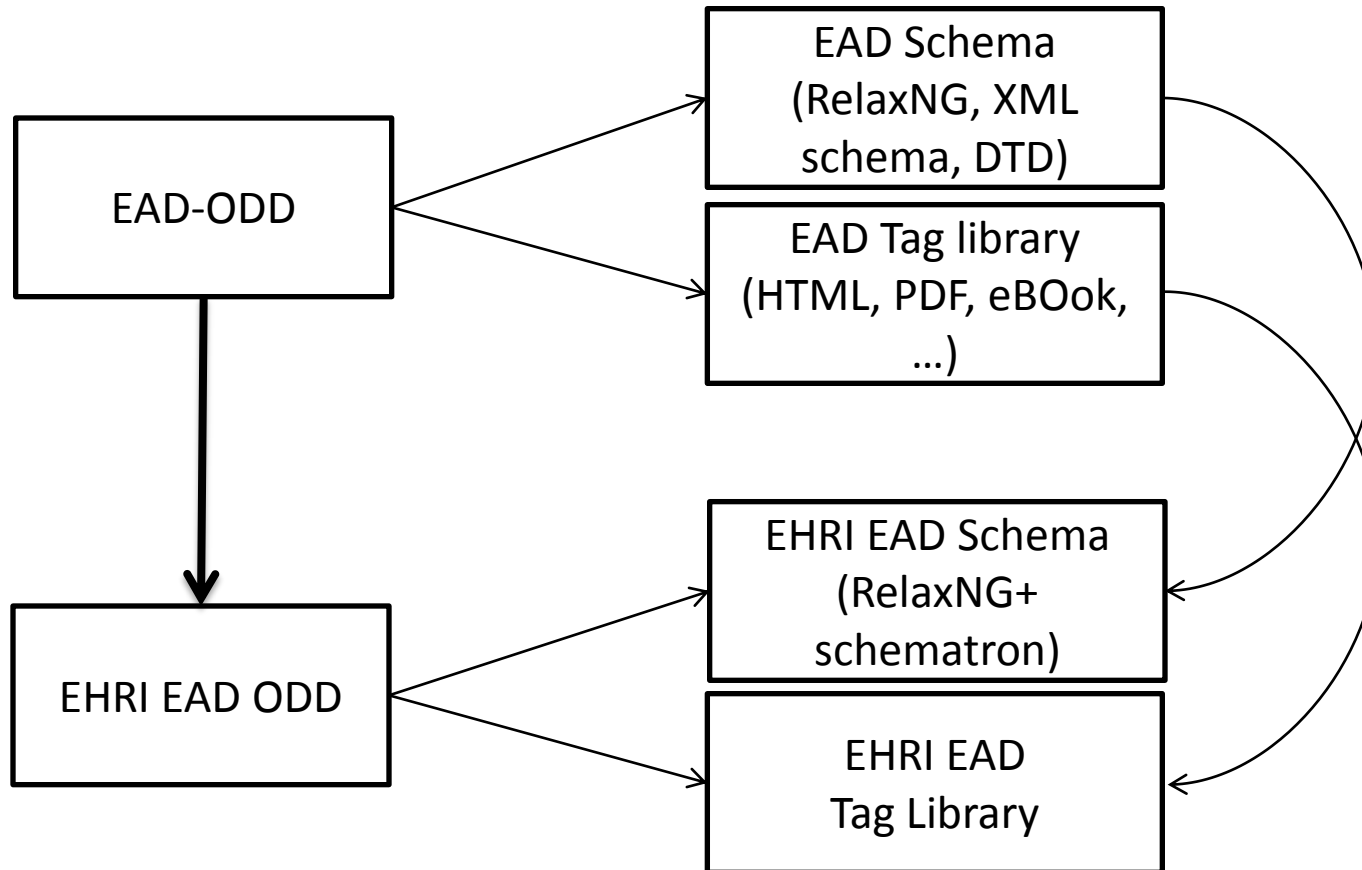 EAD-ODD
EAD Schema
(RelaxNG, XML
schema, DTD)
EAD Tag library
(HTML, PDF, eBOok,
...)
EHRI EAD ODD
EHRI EAD Schema
(RelaxNG+
schematron)
EHRI EAD
Tag Library